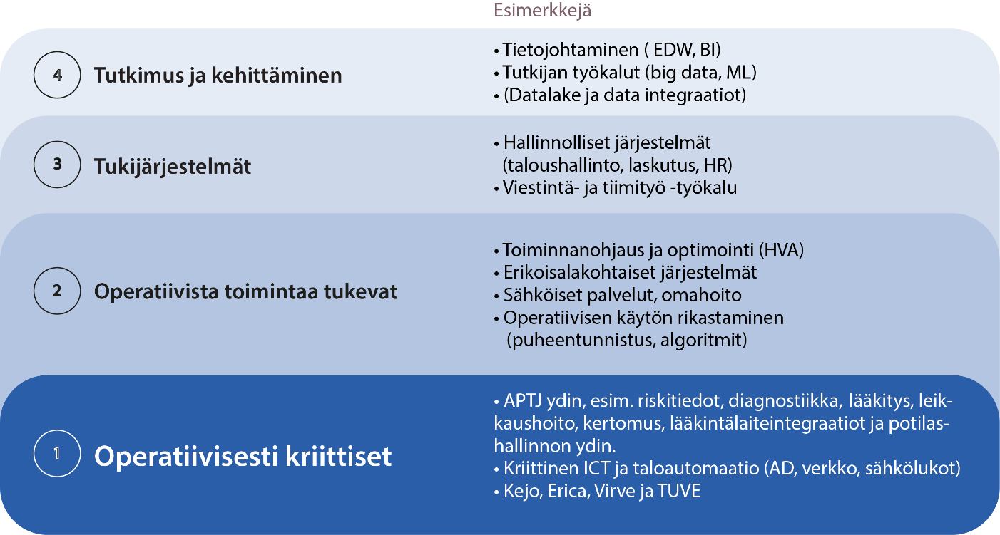 Esimerkkejä
4 Tutkimus ja kehittäminen
• Tietojohtaminen ( EDW, BI)
• Tutkijan työkalut (big data, ML)
• (Datalake ja data integraatiot)
3 Tukijärjestelmät
• Hallinnolliset järjestelmät
(taloushallinto, laskutus, HR)
• Viestintä- ja tiimityö -työkalu
2 Operatiivista toimintaa tukevat
• Toiminnanohjaus ja optimointi (HVA)
• Erikoisalakohtaiset järjestelmät
• Sähköiset palvelut, omahoito
• Operatiivisen käytön rikastaminen
(puheentunnistus, algoritmit)
1 Operatiivisesti kriittiset
• APTJ ydin, esim. riskitiedot, diagnostiikka, lääkitys, leik-
kaushoito, kertomus, lääkintälaiteintegraatiot ja potilas-
hallinnon ydin.
• Kriittinen ICT ja taloautomaatio (AD, verkko, sähkölukot)
• Kejo, Erica, Virve ja TUVE